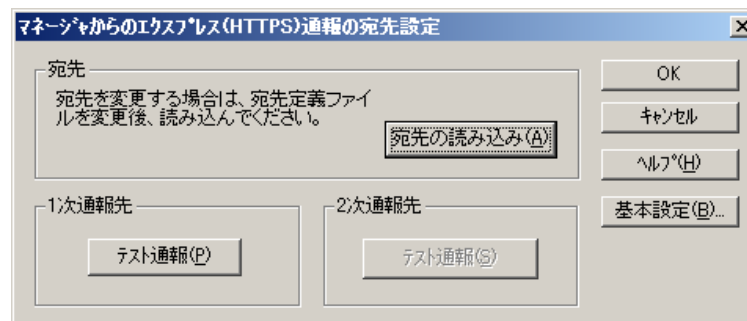 ﾏﾈｰｼﾞｬからのｴｸｽﾌﾟﾚｽ(HTTPS)通報の宛先設定
宛先
宛先を変更する場合は、宛先定義ファイ
ルを変更後、読み込んでください。
宛先の読み込み(A)
OK
ｷｬﾝｾﾙ
ﾍﾙﾌﾟ(H)
基本設定(B)...
1次通報先
ﾃｽﾄ通報(P)
2次通報先
ﾃｽﾄ通報(S)